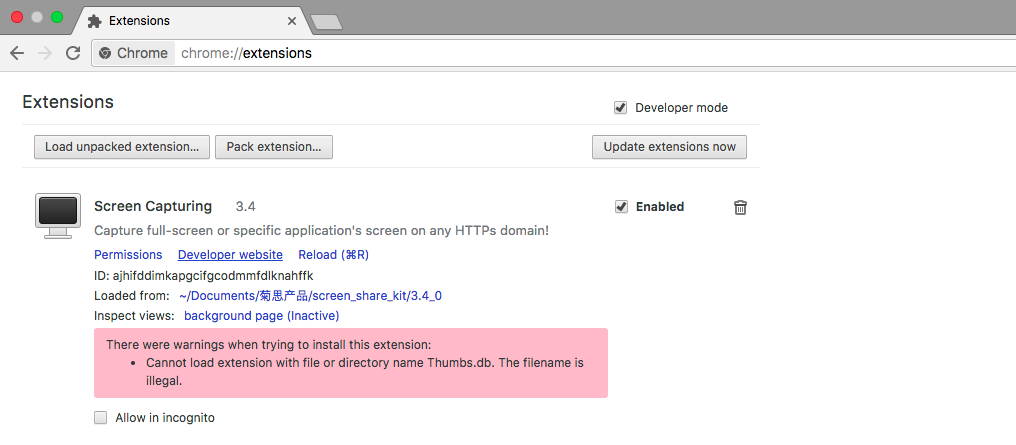 Extensions
Chrome chrome://extensions
Extensions
Developer mode
Load unpacked extension... Pack extension... Update extensions now
Screen Capturing 3.4 Enabled
Capture full-screen or specific application's screen on any HTTPs domain!
Permissions Developer website Reload (⌘R)
ID: ajhifddimkapgcifgcodmmfdlknahffk
Loaded from: ~/Documents/菊思产品/screen_share_kit/3.4_0
Inspect views: background page (Inactive)
There were warnings when trying to install this extension:
• Cannot load extension with file or directory name Thumbs.db. The filename is
illegal.
Allow in incognito